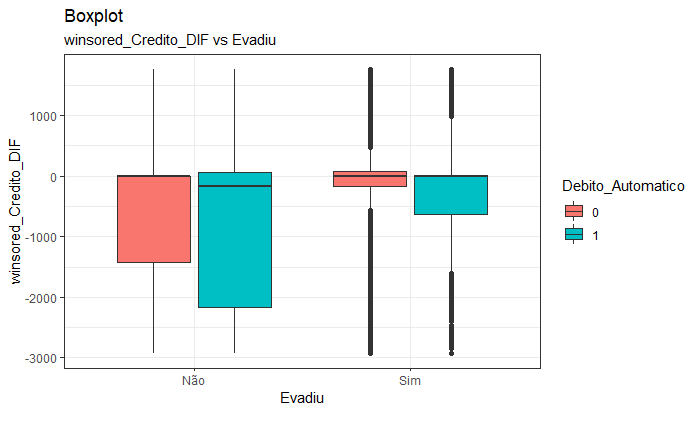 Boxplot
winsored_Credito_DIF vs Evadiu
winsored_Credito_DIF
1000
0
-1000
-2000
-3000
Não
Sim
Evadiu
Debito_Automatico
0
1